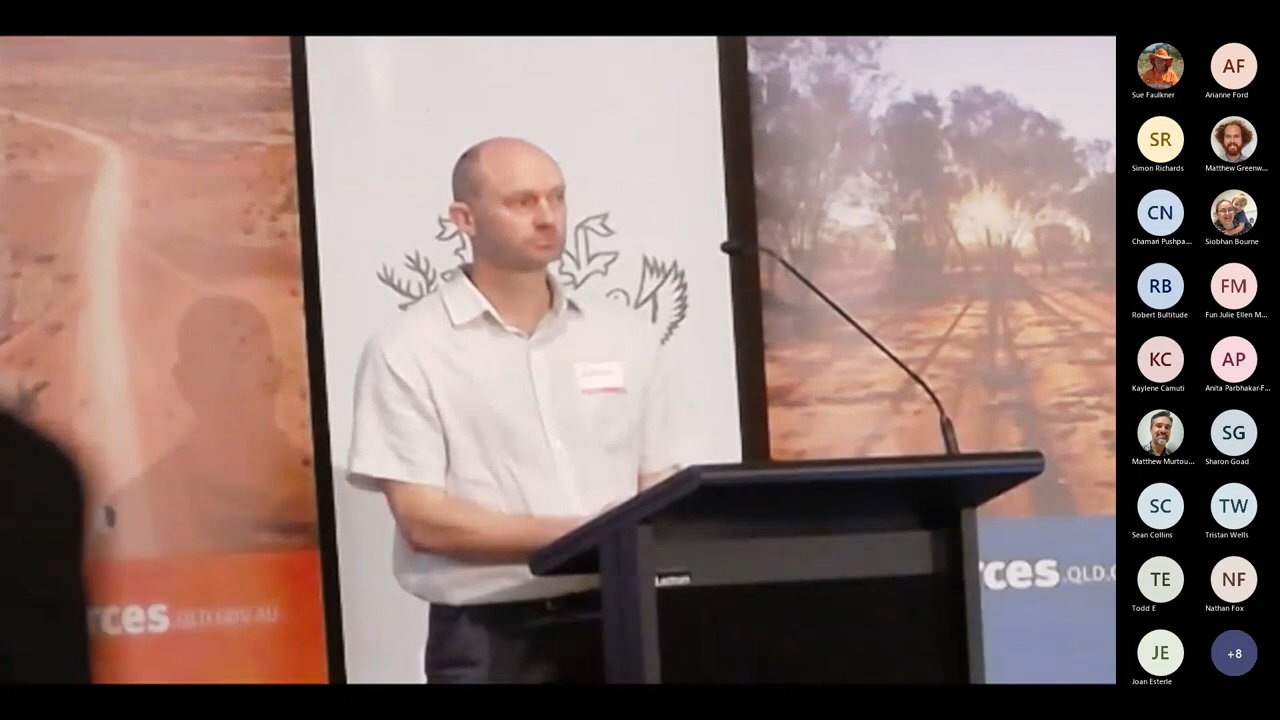 rces .QLD.GOV.AU
Lectrum
rces .QLD.G
Sue Faulkner
AF
Arianne Ford
SR
Simon Richards
Matthew Greenw...
CN
Chamari Pushpa...
Siobhan Bourne
RB
Robert Bultitude
FM
Fun Julie Ellen M...
KC
Kaylene Camuti
AP
Anita Parbhakar-F...
Matthew Murtou...
SG
Sharon Goad
SC
Sean Collins
TW
Tristan Wells
TE
Todd E
NF
Nathan Fox
JE
Joan Esterle
+8